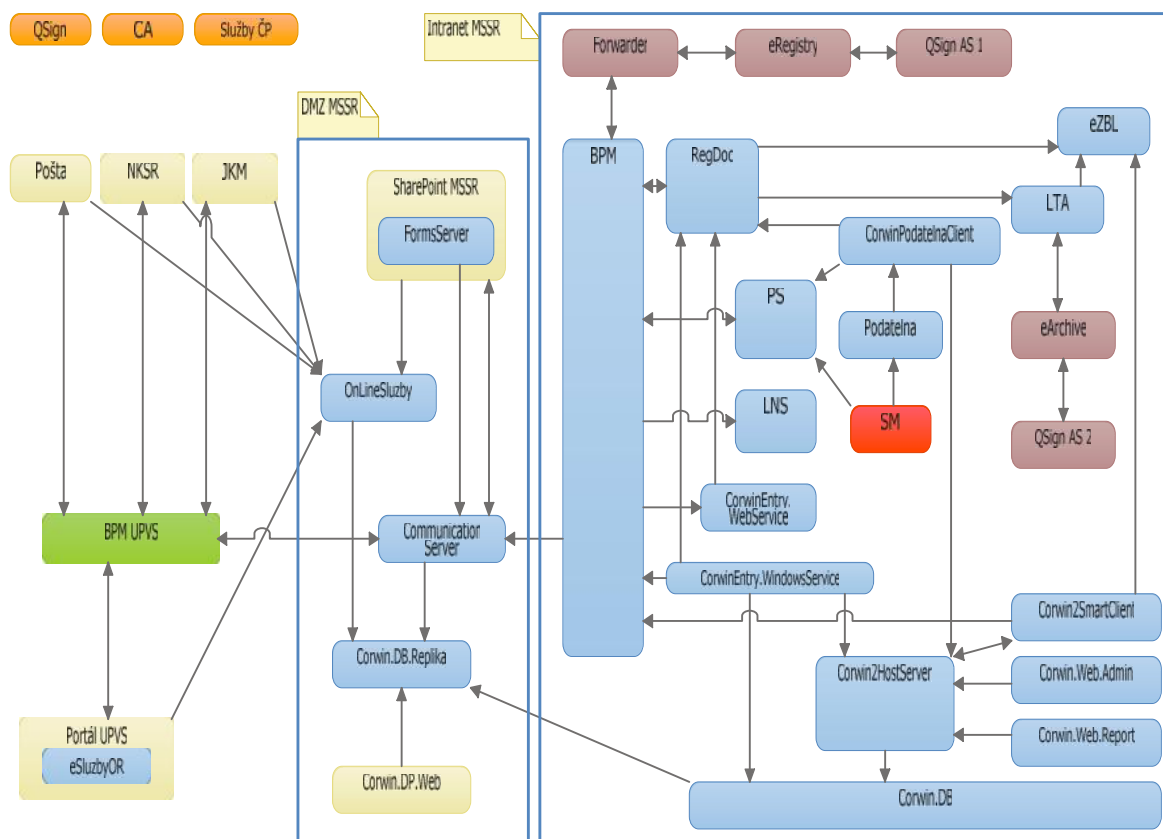 QSign
CA
Služby ČP
Intranet MSSR
Forwarder
eRegistry
QSign AS 1
DMZ MSSR
BPM
RegDoc
eZBL
Pošta
NKSR
JKM
SharePoint MSSR
FormsServer
LTA
CorwinPodatelnaClient
PS
Podatelna
eArchive
OnLineSluzby
LNS
SM
QSign AS 2
CorwinEntry.
WebService
BPM UPVS
Communication
Server
CorwinEntry.WindowsService
Corwin2SmartClient
Corwin.DB.Replika
Corwin2HostServer
Corwin.Web.Admin
Portál UPVS
eSluzbyOR
Corwin.Web.Report
Corwin.DP.Web
Corwin.DB